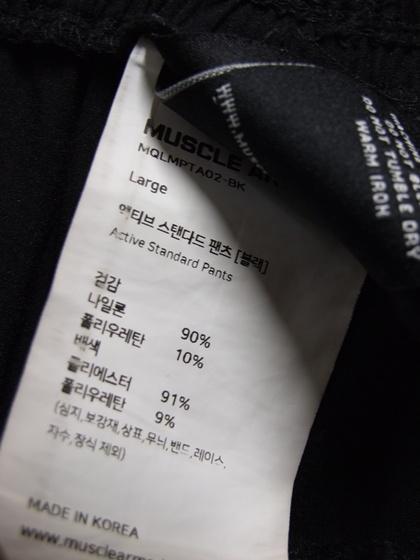 MUSCLE
MQLMPTA02-BK
Large
액티브 스탠다드 팬츠 [블랙]
Active Standard Pants
겉감
나일론 90%
폴리우레탄 10%
배색
폴리에스터 91%
폴리우레탄 9%
(심지,보강재,상표,무늬,밴드,레이스,
자수,장식 제외)
MADE IN KOREA
DO NOT TUMBLE DRY
WARM IRON